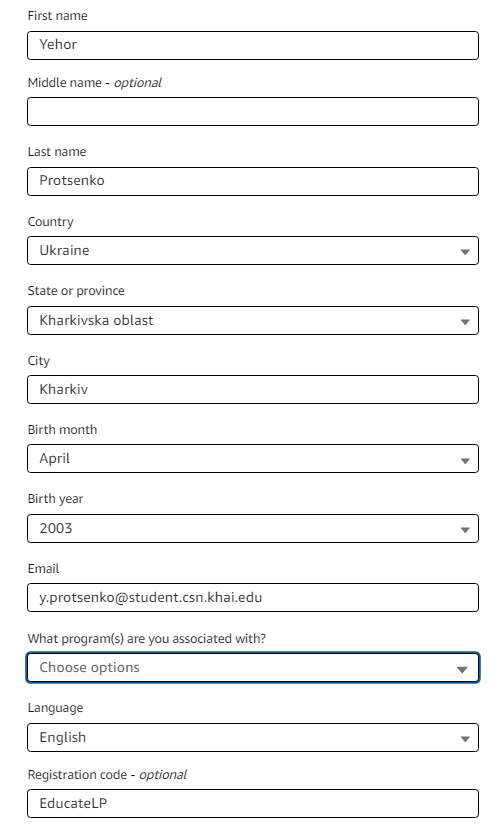 First name
Yehor
Middle name - optional
Last name
Protsenko
Country
Ukraine
State or province
Kharkivska oblast
City
Kharkiv
Birth month
April
Birth year
2003
Email
y.protsenko@student.csn.khai.edu
What program(s) are you associated with?
Choose options
Language
English
Registration code - optional
EducateLP